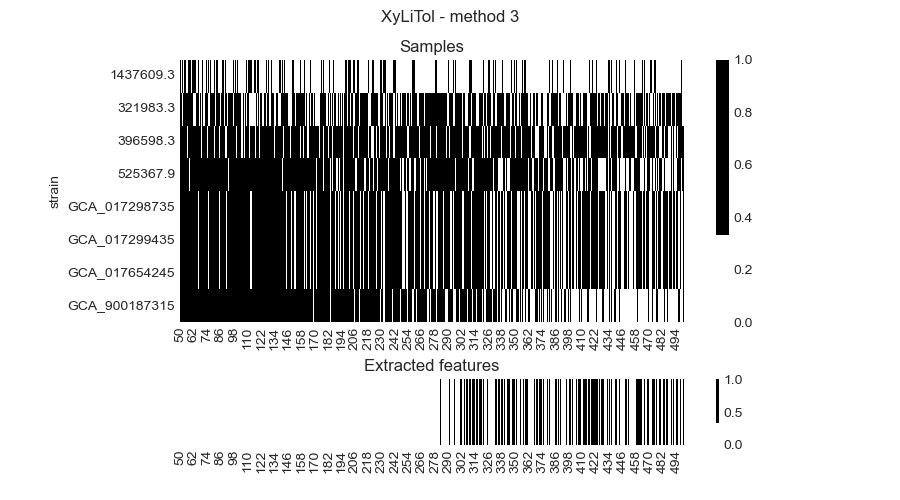 XyLiTol - method 3
Samples
strain
1437609.3
321983.3
396598.3
525367.9
GCA_017298735
GCA_017299435
GCA_017654245
GCA_900187315
1.0
0.8
0.6
0.4
0.2
0.0
50 62 74 86 98 110 122 134 146 158 170 182 194 206 218 230 242 254 266 278 290 302 314 326 338 350 362 374 386 398 410 422 434 446 458 470 482 494
Extracted features
1.0
0.5
0.0
50 62 74 86 98 110 122 134 146 158 170 182 194 206 218 230 242 254 266 278 290 302 314 326 338 350 362 374 386 398 410 422 434 446 458 470 482 494